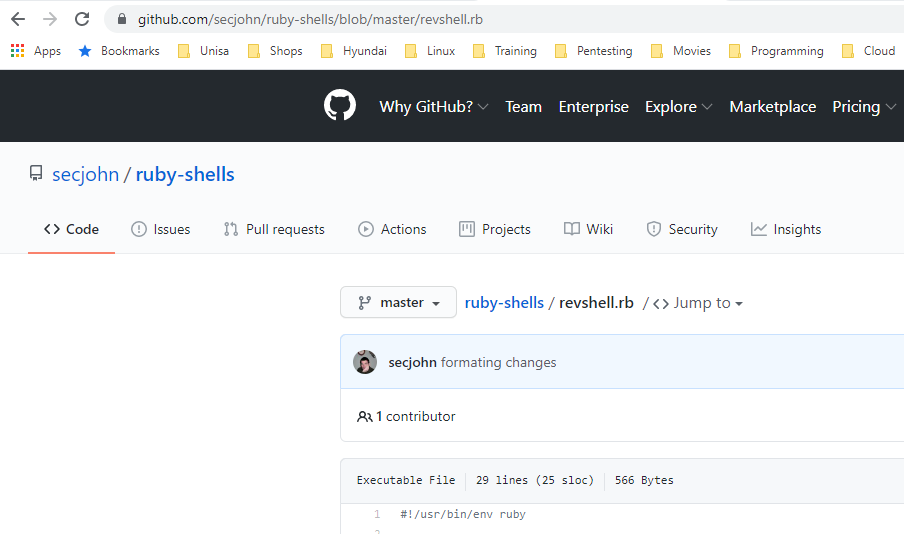 github.com/secjohn/ruby-shells/blob/master/revshell.rb
Apps Bookmarks Unisa Shops Hyundai Linux Training Pentesting Movies Programming Cloud
Why GitHub? Team Enterprise Explore Marketplace Pricing
secjohn / ruby-shells
Code Issues Pull requests Actions Projects Wiki Security Insights
master ruby-shells / revshell.rb / <> Jump to
secjohn formating changes
1 contributor
Executable File 29 lines (25 sloc) 566 Bytes
1 #!/usr/bin/env ruby
2